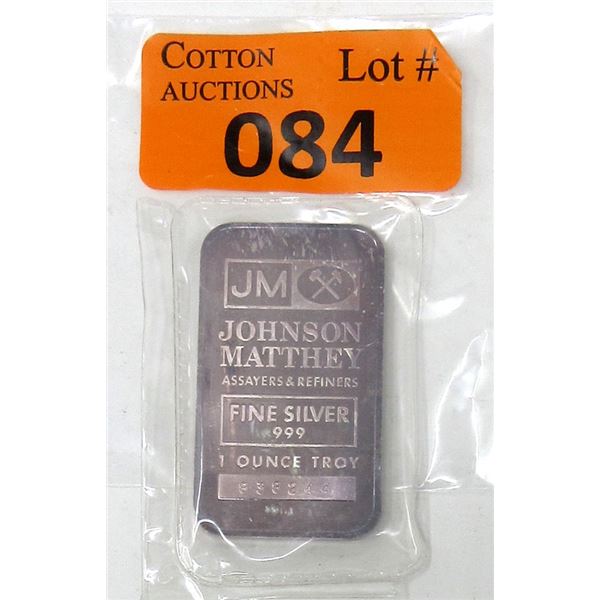 COTTON AUCTIONS
Lot #
084
JM
JOHNSON
MATTHEY
ASSAYERS & REFINERS
FINE SILVER
999
1 OUNCE TROY